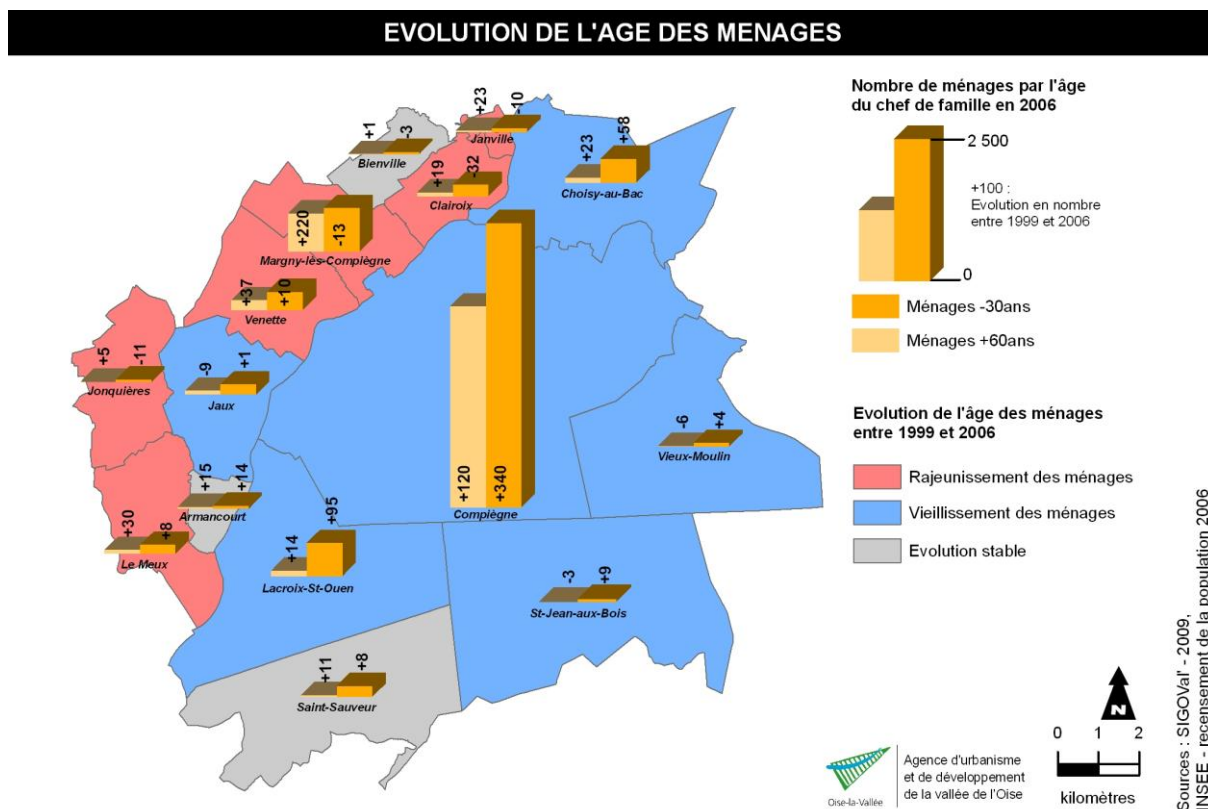 EVOLUTION DE L'AGE DES MENAGES
Nombre de ménages par l'âge
du chef de famille en 2006
2 500
+100 :
Evolution en nombre
entre 1999 et 2006
0
Ménages -30ans
Ménages +60ans
Evolution de l'âge des ménages
entre 1999 et 2006
Rajeunissement des ménages
Vieillissement des ménages
Evolution stable
+23 -10
Janville
+1 -3
Bienville
+19 -32
Clairoix
+23 +58
Choisy-au-Bac
+220 -13
Margny-lès-Compiègne
+37 +10
Venette
+5 -11
Jonquières
-9 +1
Jaux
-6 +4
Vieux-Moulin
+120 +340
Compiègne
+15 +14
Armancourt
+30 +8
Le Meux
+14 +95
Lacroix-St-Ouen
-3 +9
St-Jean-aux-Bois
+11 +8
Saint-Sauveur
Oise-la-Vallée
Agence d'urbanisme
et de développement
de la vallée de l'Oise
N
0 1 2
kilomètres
Sources : SIGOVal' - 2009,
INSEE - recensement de la population 2006